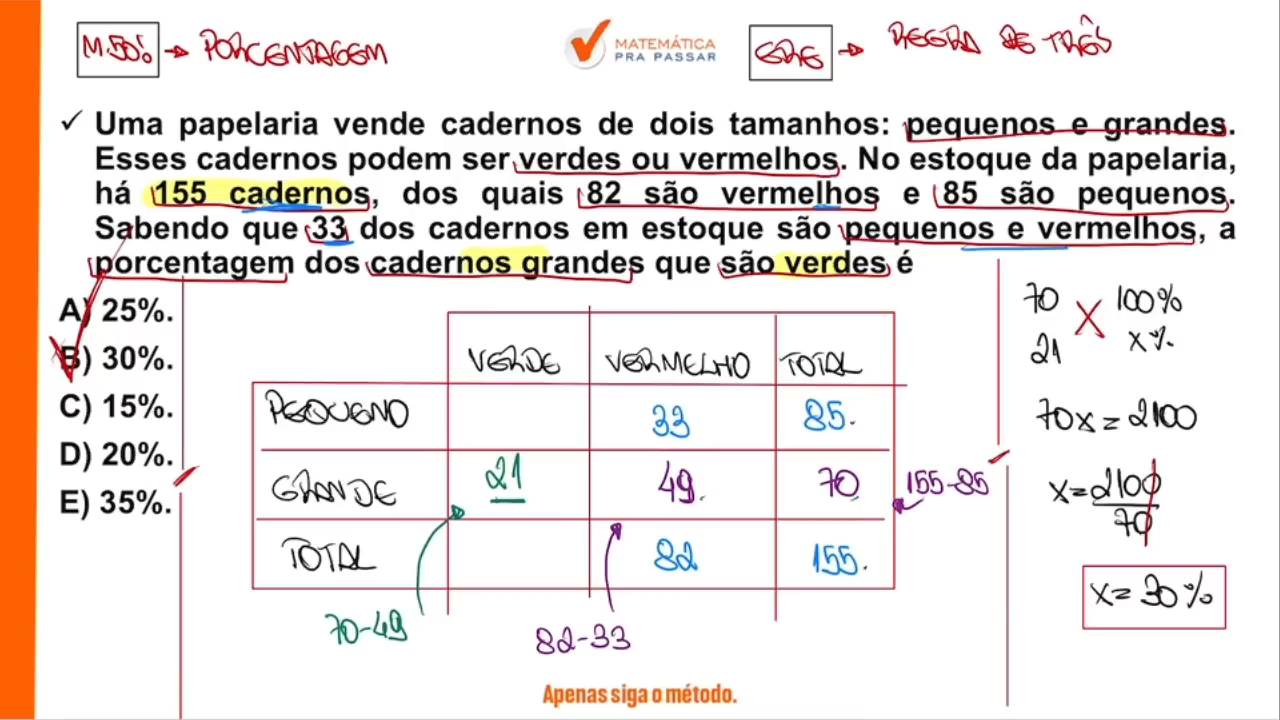 M.50%. → PORCENTAGEM
MATEMÁTICA
PRA PASSAR
GRE → REGRA DE TRÊS
✓ Uma papelaria vende cadernos de dois tamanhos: pequenos e grandes.
Esses cadernos podem ser verdes ou vermelhos. No estoque da papelaria,
há 155 cadernos, dos quais 82 são vermelhos e 85 são pequenos.
Sabendo que 33 dos cadernos em estoque são pequenos e vermelhos, a
porcentagem dos cadernos grandes que são verdes é
A) 25%.
B) 30%.
C) 15%.
D) 20%.
E) 35%.
VERDE VERMELHO TOTAL
PEQUENO 33 85.
GRANDE 21 49. 70 155-85
TOTAL 82 155.
70-49
82-33
70 100%
21 X%
70X = 2100
X = 2100
70
X = 30%
Apenas siga o método.